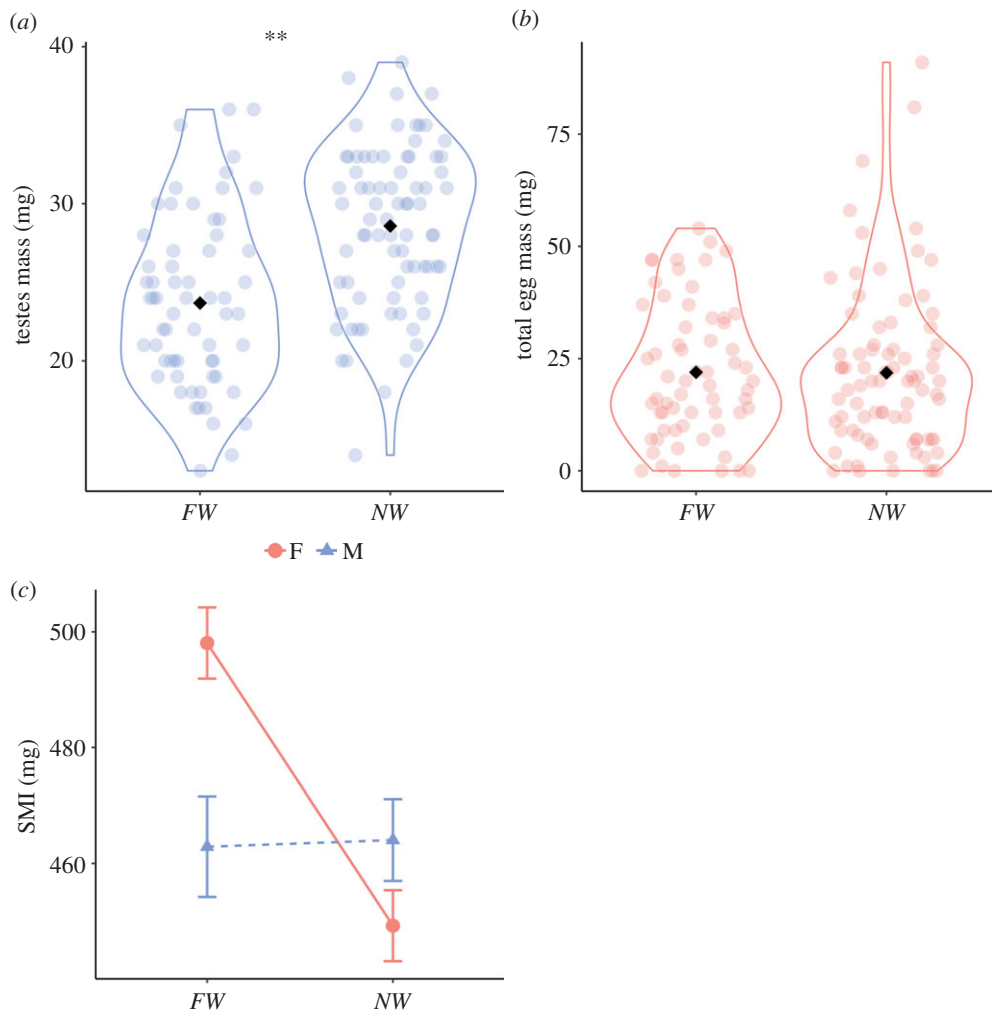 (a)
**
40
30
20
testes mass (mg)
FW
NW
(b)
75
50
25
0
total egg mass (mg)
FW
NW
F M
(c)
500
480
460
SMI (mg)
FW
NW